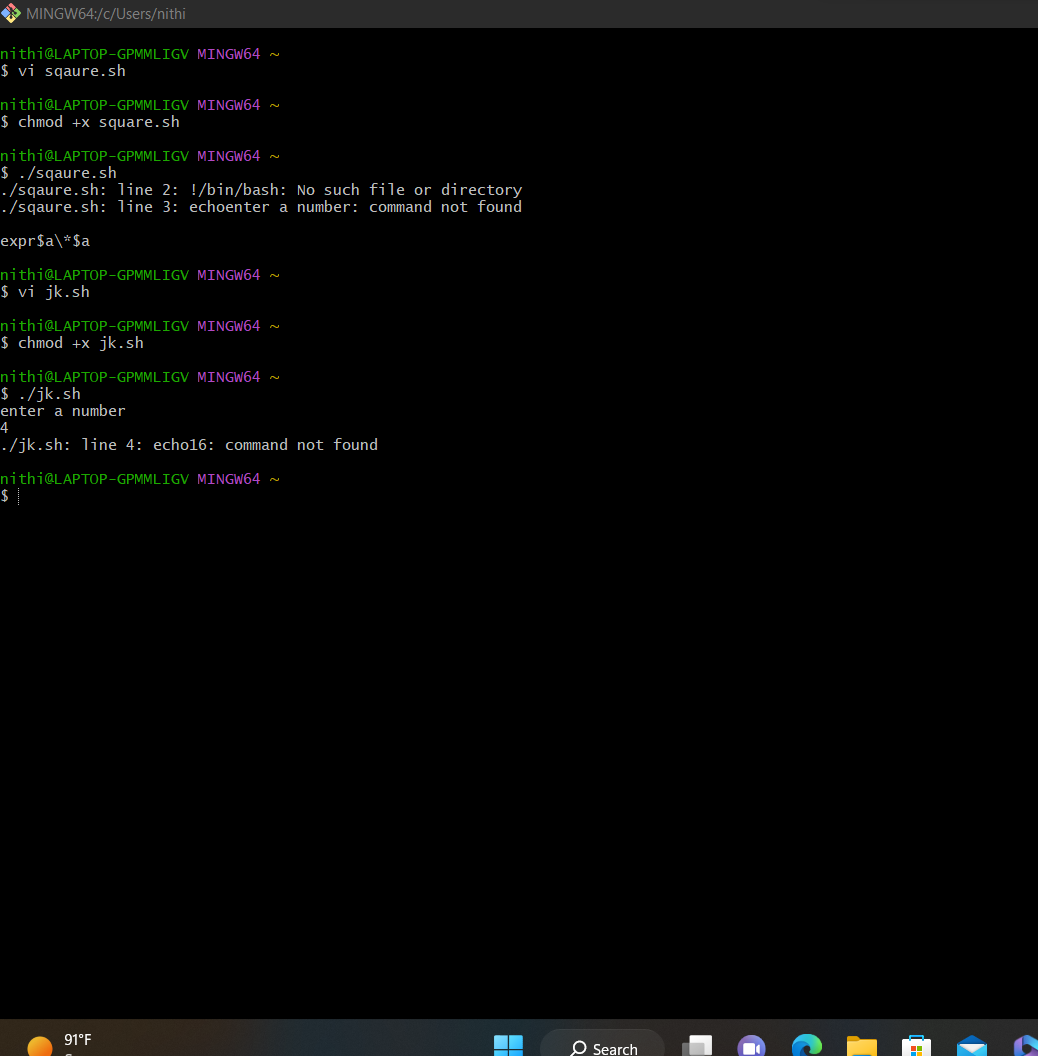 MINGW64:/c/Users/nithi
nithi@LAPTOP-GPMMLIGV MINGW64 ~
$ vi sqaure.sh
nithi@LAPTOP-GPMMLIGV MINGW64 ~
$ chmod +x square.sh
nithi@LAPTOP-GPMMLIGV MINGW64 ~
$ ./sqaure.sh
./sqaure.sh: line 2: !/bin/bash: No such file or directory
./sqaure.sh: line 3: echoenter a number: command not found
expr$a\*$a
nithi@LAPTOP-GPMMLIGV MINGW64 ~
$ vi jk.sh
nithi@LAPTOP-GPMMLIGV MINGW64 ~
$ chmod +x jk.sh
nithi@LAPTOP-GPMMLIGV MINGW64 ~
$ ./jk.sh
enter a number
4
./jk.sh: line 4: echo16: command not found
nithi@LAPTOP-GPMMLIGV MINGW64 ~
$
91°F
Search